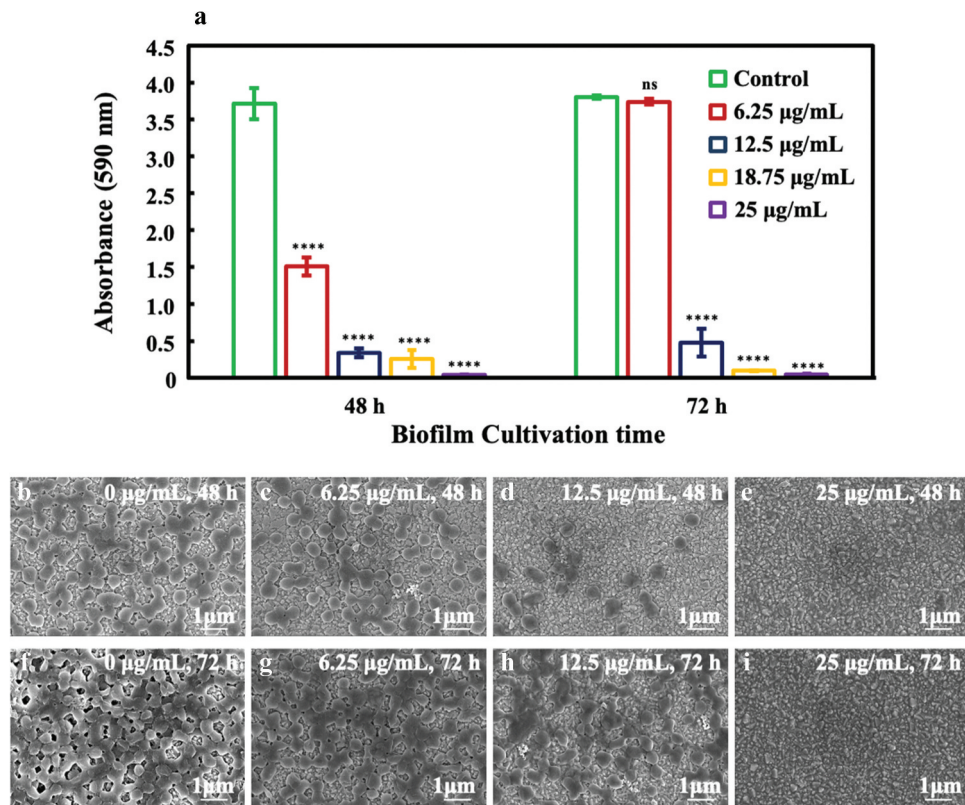 a
Absorbance (590 nm)
4.5
4.0
3.5
3.0
2.5
2.0
1.5
1.0
0.5
0
Control
6.25 μg/mL
12.5 μg/mL
18.75 μg/mL
25 μg/mL
****
****
****
****
ns
****
****
****
48 h
72 h
Biofilm Cultivation time
b 0 μg/mL, 48 h
1μm
c 6.25 μg/mL, 48 h
1μm
d 12.5 μg/mL, 48 h
1μm
e 25 μg/mL, 48 h
1μm
f 0 μg/mL, 72 h
1μm
g 6.25 μg/mL, 72 h
1μm
h 12.5 μg/mL, 72 h
1μm
i 25 μg/mL, 72 h
1μm